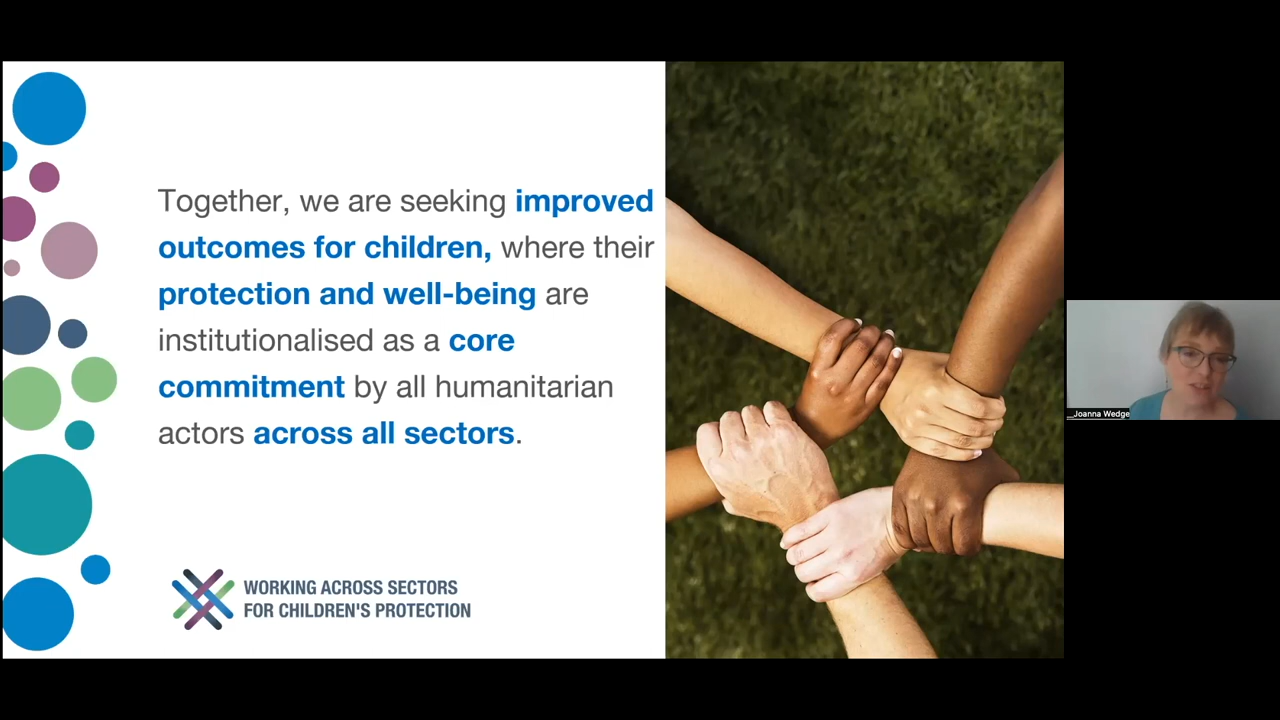 Together, we are seeking improved
outcomes for children, where their
protection and well-being are
institutionalised as a core
commitment by all humanitarian
actors across all sectors.
WORKING ACROSS SECTORS
FOR CHILDREN'S PROTECTION
Joanna Wedge